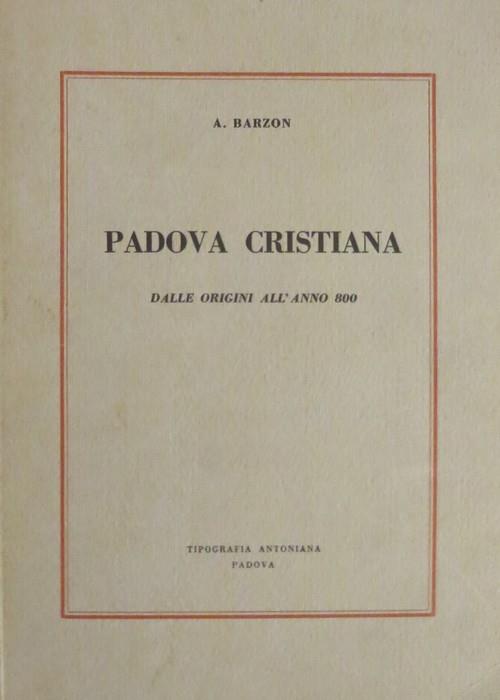 A. BARZON
PADOVA CRISTIANA
DALLE ORIGINI ALL'ANNO 800
TIPOGRAFIA ANTONIANA
PADOVA